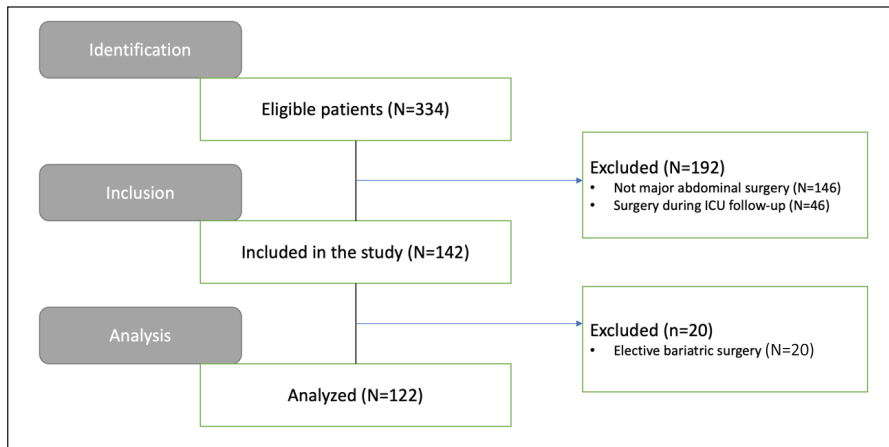 Identification
Eligible patients (N=334)
Excluded (N=192)
• Not major abdominal surgery (N=146)
• Surgery during ICU follow-up (N=46)
Inclusion
Included in the study (N=142)
Excluded (n=20)
• Elective bariatric surgery (N=20)
Analysis
Analyzed (N=122)